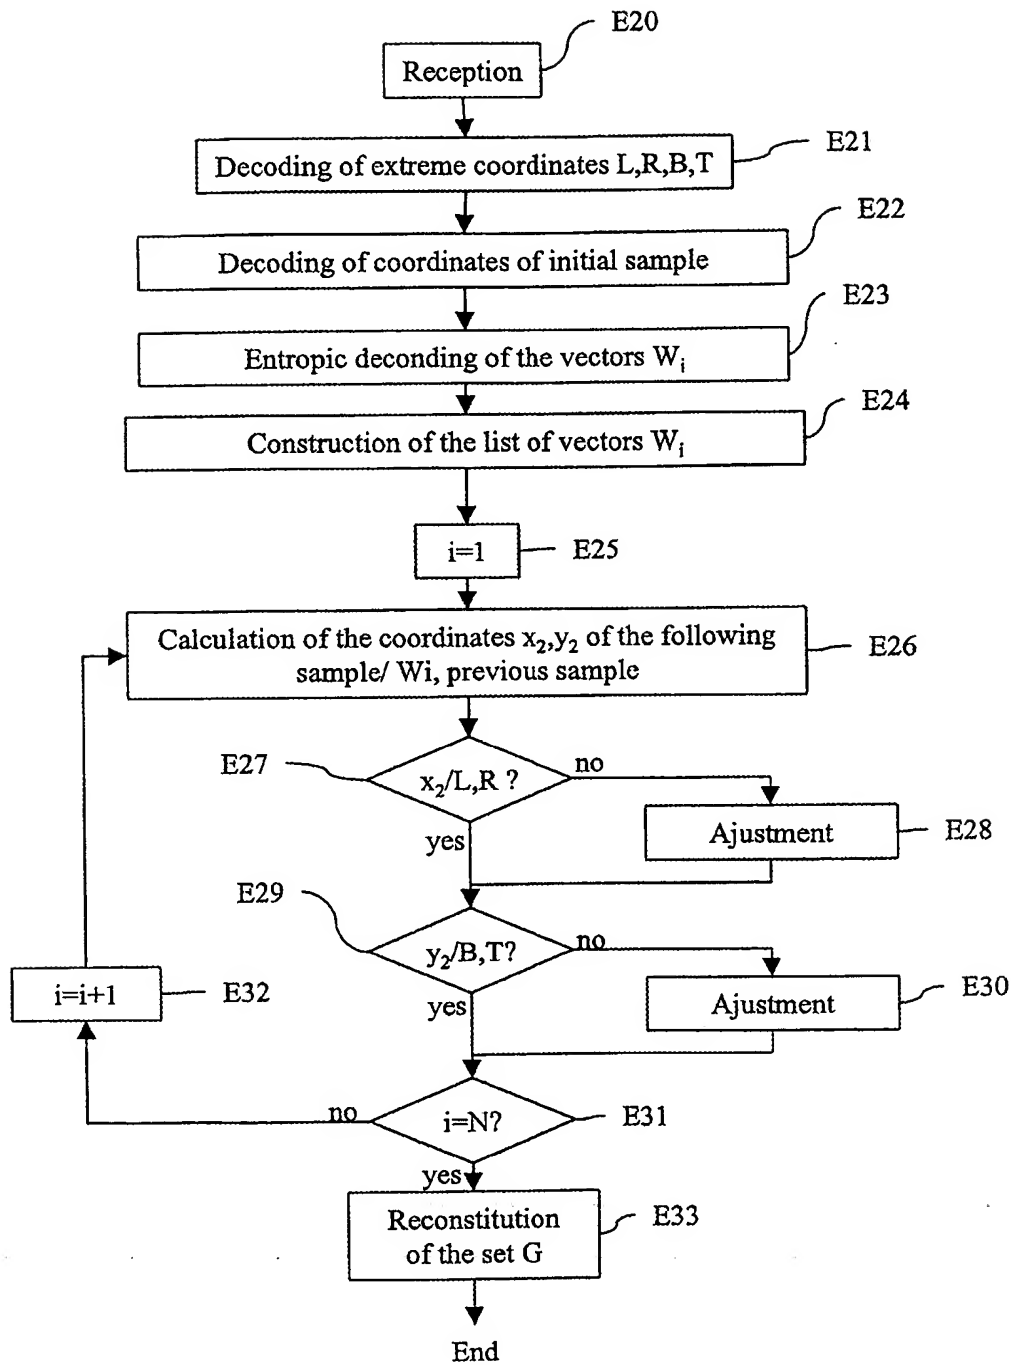 E20
Reception
E21
Decoding of extreme coordinates L,R,B,T
E22
Decoding of coordinates of initial sample
E23
Entropic deconding of the vectors Wi
E24
Construction of the list of vectors Wi
i=1
E25
Calculation of the coordinates x2,y2 of the following
sample/ Wi, previous sample
E26
E27
x2/L,R ?
no
yes
Ajustment
E28
E29
y2/B,T?
no
yes
Ajustment
E30
i=i+1
E32
no
i=N?
E31
yes
Reconstitution
of the set G
E33
End